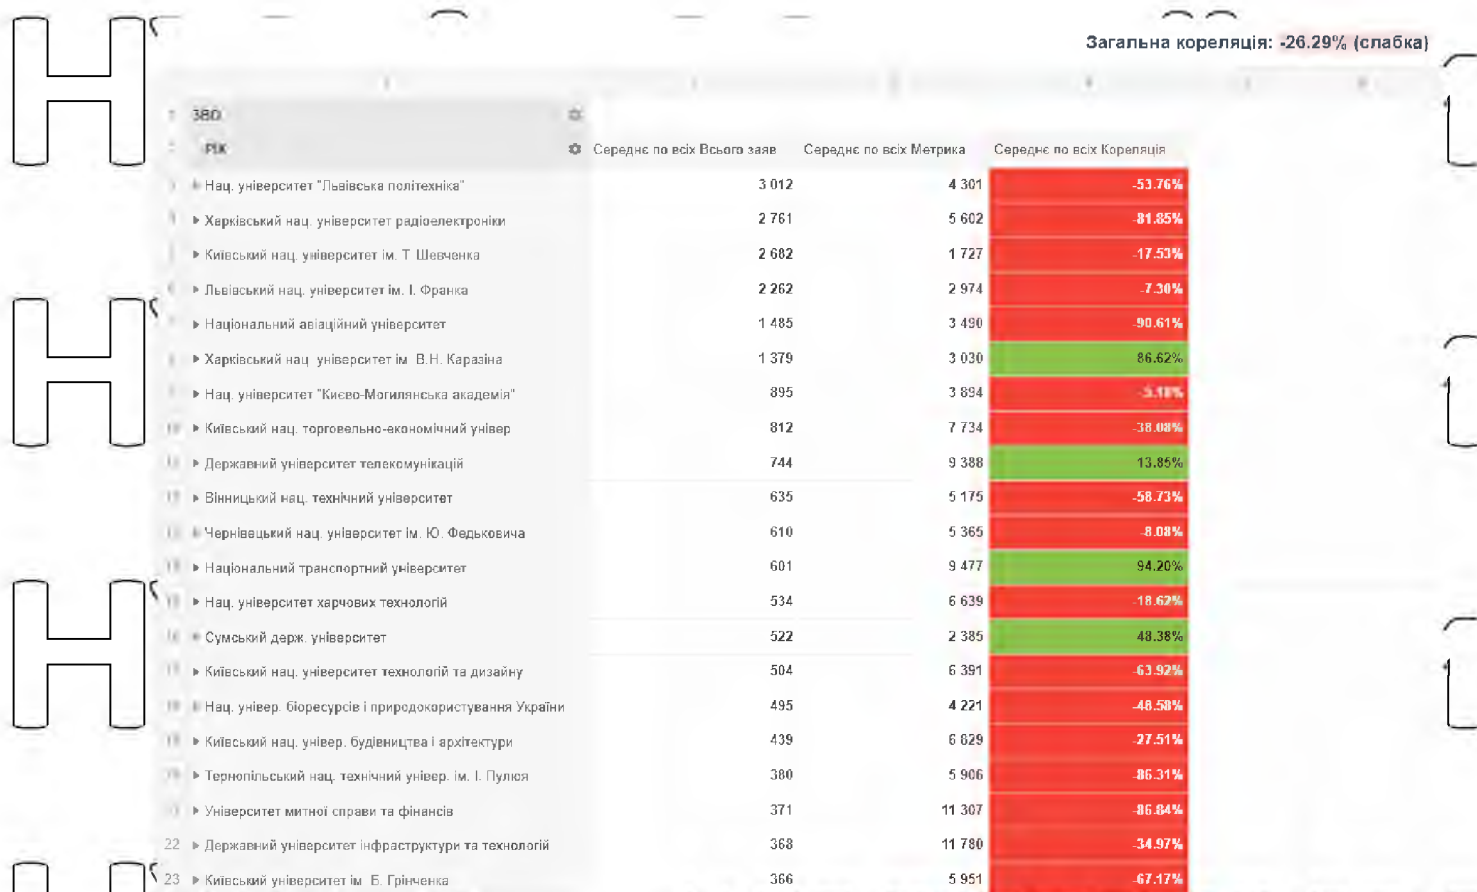 Загальна кореляція: -26.29% (слабка)
ЗВО
РІК
Середнє по всіх Всього заяв Середнє по всіх Метрика Середнє по всіх Кореляція
Нац. університет "Львівська політехніка" 3 012 4 301 -53.76%
Харківський нац. університет радіоелектроніки 2 761 5 602 -81.85%
Київський нац. університет ім. Т. Шевченка 2 682 1 727 -17.53%
Львівський нац. університет ім. І. Франка 2 262 2 974 -7.30%
Національний авіаційний університет 1 485 3 490 -90.61%
Харківський нац. університет ім. В.Н. Каразіна 1 379 3 030 86.62%
Нац. університет "Києво-Могилянська академія" 895 3 894 -5.18%
Київський нац. торговельно-економічний універ 812 7 734 -38.08%
Державний університет телекомунікацій 744 9 388 13.85%
Вінницький нац. технічний університет 635 5 175 -58.73%
Чернівецький нац. університет ім. Ю. Федьковича 610 5 365 -8.08%
Національний транспортний університет 601 9 477 94.20%
Нац. університет харчових технологій 534 6 639 -18.62%
Сумський держ. університет 522 2 385 48.38%
Київський нац. університет технологій та дизайну 504 6 391 -63.92%
Нац. універ. біоресурсів і природокористування України 495 4 221 -48.58%
Київський нац. універ. будівництва і архітектури 439 6 829 -27.51%
Тернопільський нац. технічний універ. ім. І. Пулюя 380 5 906 -86.31%
Університет митної справи та фінансів 371 11 307 -86.84%
22 Державний університет інфраструктури та технологій 368 11 780 -34.97%
23 Київський університет ім. Б. Грінченка 366 5 951 -67.17%